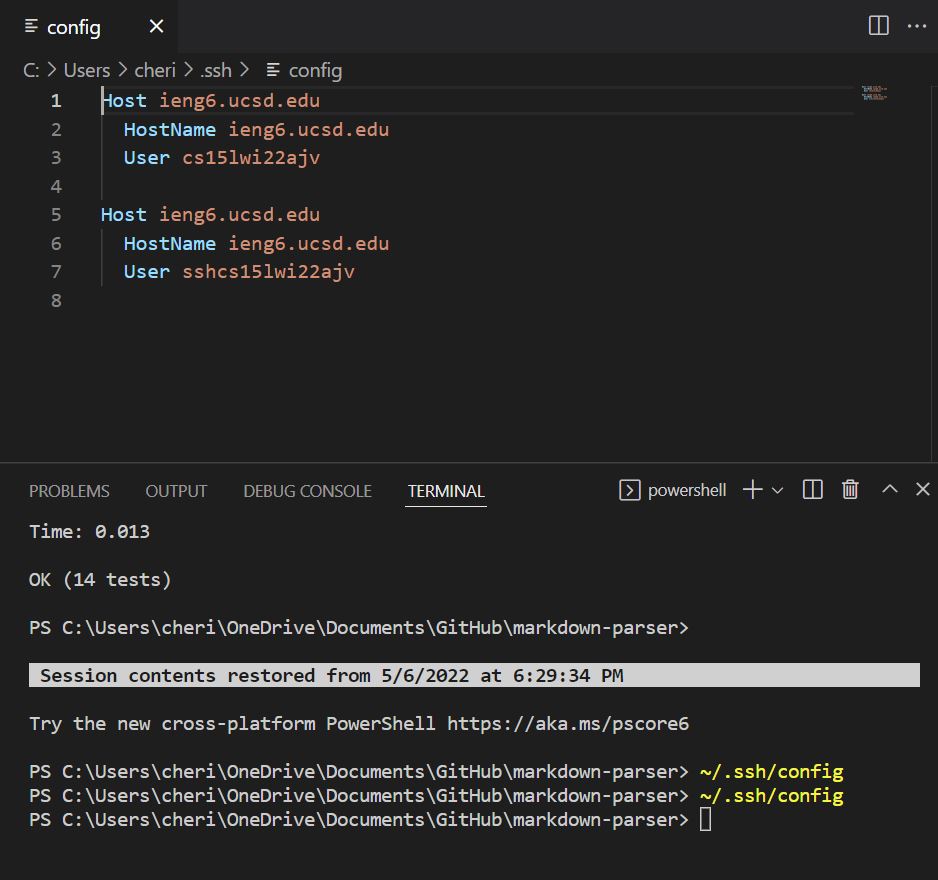 config
C: > Users > cheri > .ssh > config
1 Host ieng6.ucsd.edu
2 HostName ieng6.ucsd.edu
3 User cs15lwi22ajv
4
5 Host ieng6.ucsd.edu
6 HostName ieng6.ucsd.edu
7 User sshcs15lwi22ajv
8
PROBLEMS OUTPUT DEBUG CONSOLE TERMINAL powershell
Time: 0.013
OK (14 tests)
PS C:\Users\cheri\OneDrive\Documents\GitHub\markdown-parser>
Session contents restored from 5/6/2022 at 6:29:34 PM
Try the new cross-platform PowerShell https://aka.ms/pscore6
PS C:\Users\cheri\OneDrive\Documents\GitHub\markdown-parser> ~/.ssh/config
PS C:\Users\cheri\OneDrive\Documents\GitHub\markdown-parser> ~/.ssh/config
PS C:\Users\cheri\OneDrive\Documents\GitHub\markdown-parser>